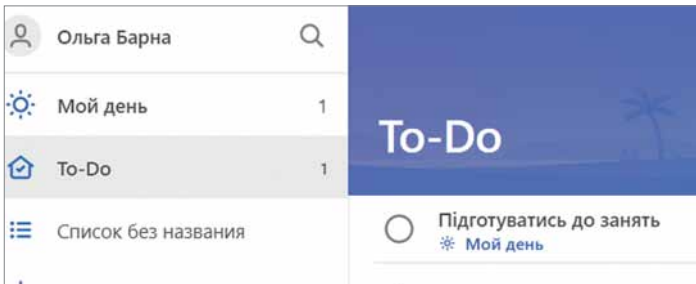 Ольга Барна
Мой день 1
To-Do 1
Список без названия
To-Do
Підготуватись до занять
Мой день